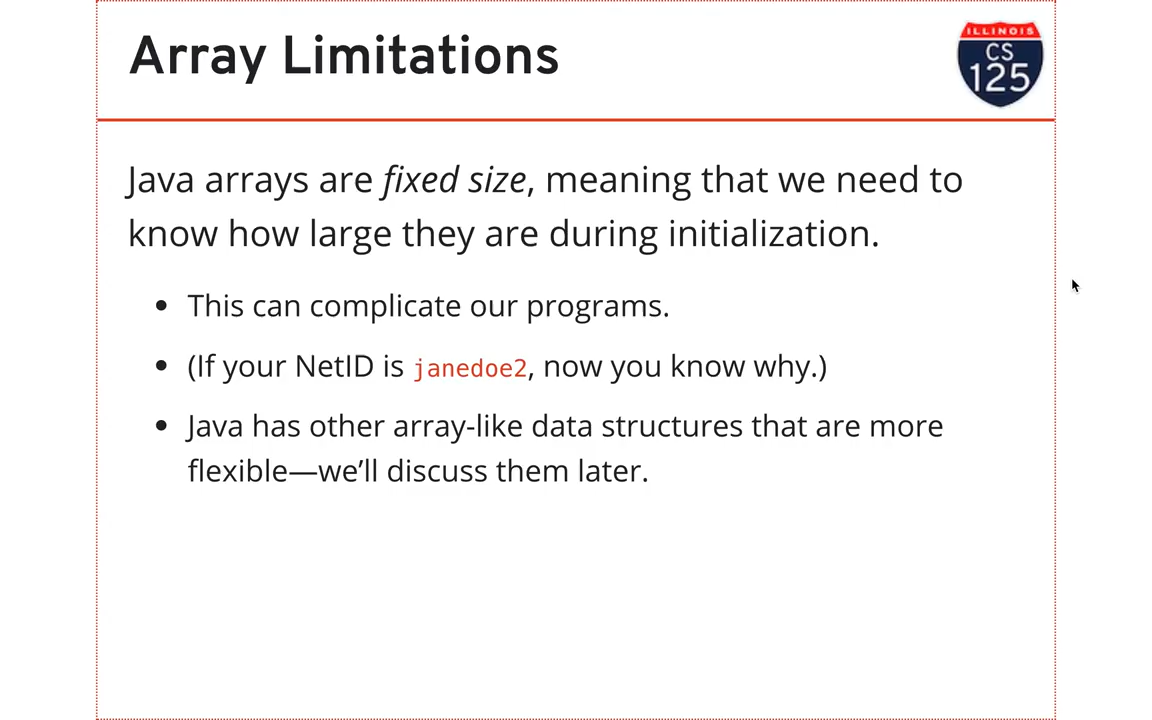 Array Limitations
ILLINOIS
CS
125
Java arrays are fixed size, meaning that we need to
know how large they are during initialization.
• This can complicate our programs.
• (If your NetID is janedoe2, now you know why.)
• Java has other array-like data structures that are more
flexible—we’ll discuss them later.